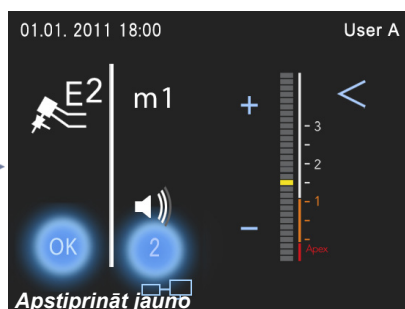 01.01. 2011 18:00 User A
E2 m1 + <
- 3
- 2
- 1
Apex
OK 2 −
Apstiprināt jauno